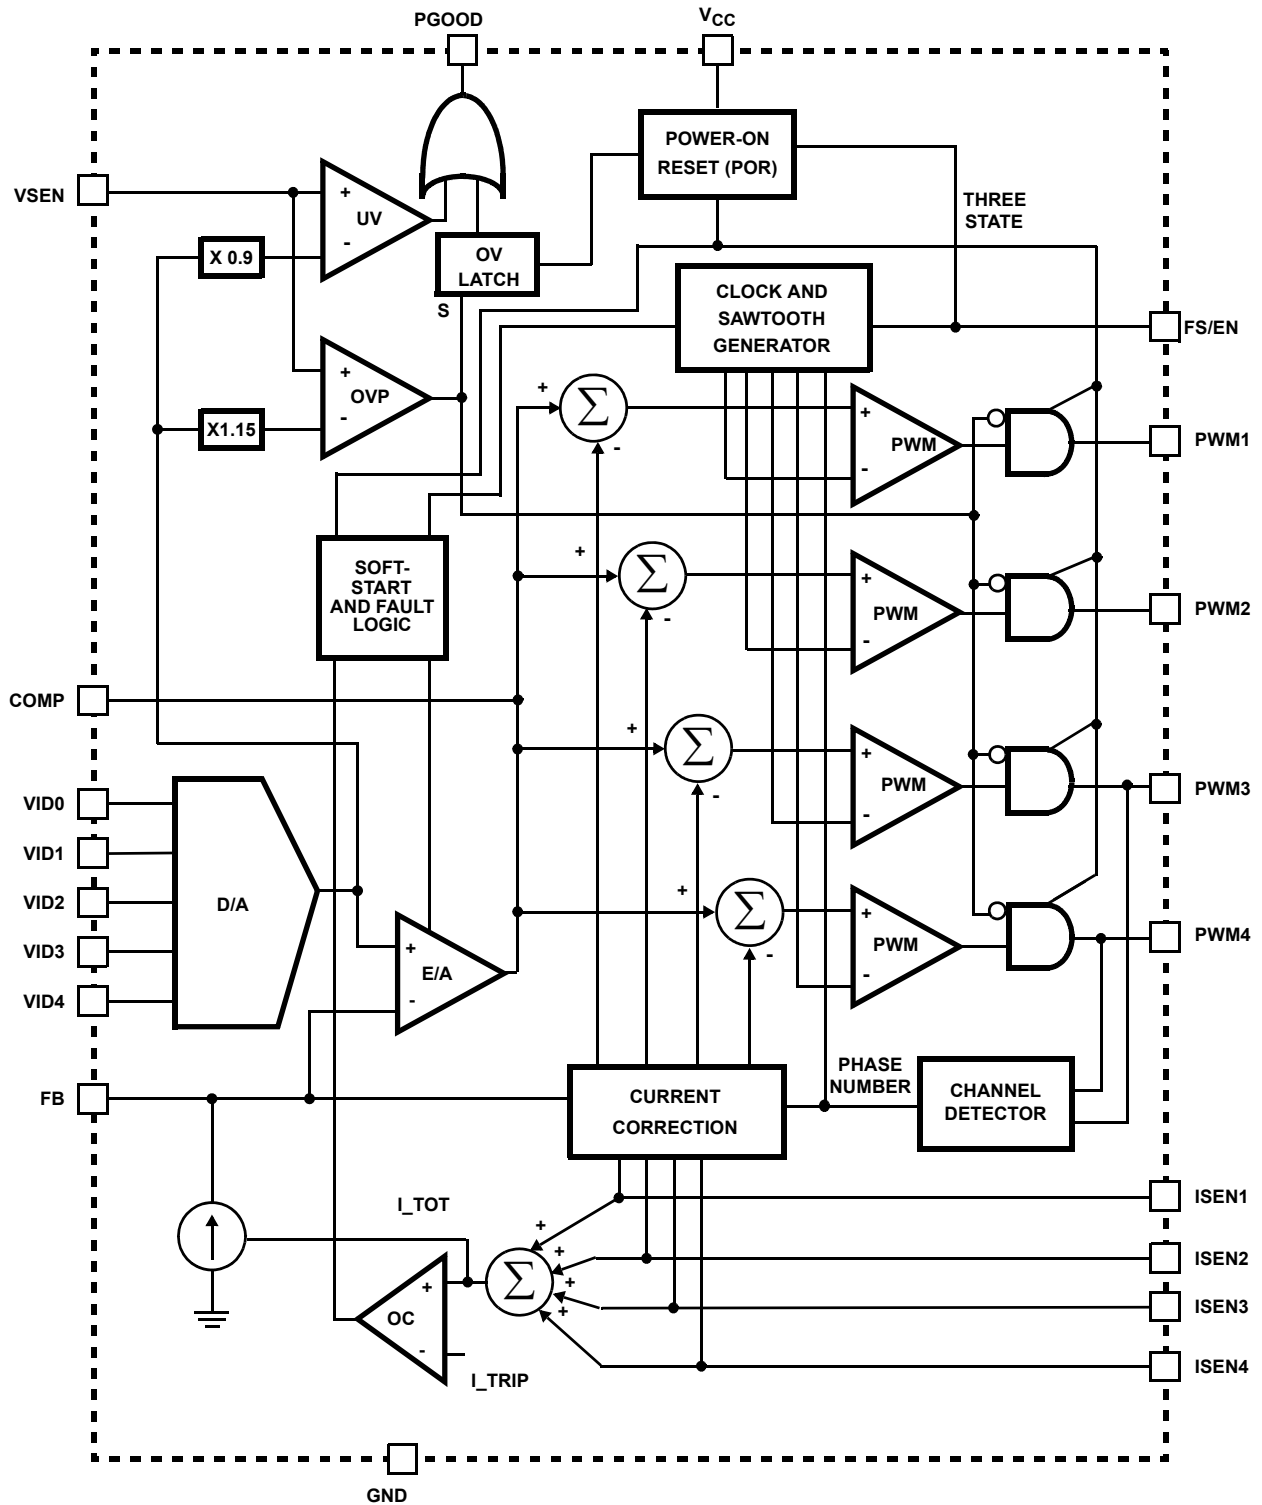 PGOOD
VCC
POWER-ON
RESET (POR)
VSEN
+
UV
-
THREE
STATE
X 0.9
OV
LATCH
S
CLOCK AND
SAWTOOTH
GENERATOR
FS/EN
+
OVP
-
X1.15
+
Σ
-
+
PWM
-
PWM1
SOFT-
START
AND FAULT
LOGIC
+
Σ
-
+
PWM
-
PWM2
COMP
+
Σ
-
+
PWM
-
PWM3
VID0
VID1
VID2
VID3
VID4
D/A
+
E/A
-
+
Σ
-
+
PWM
-
PWM4
FB
CURRENT
CORRECTION
PHASE
NUMBER
CHANNEL
DETECTOR
I_TOT
+
+
+
+
Σ
ISEN1
ISEN2
ISEN3
ISEN4
+
OC
-
I_TRIP
GND